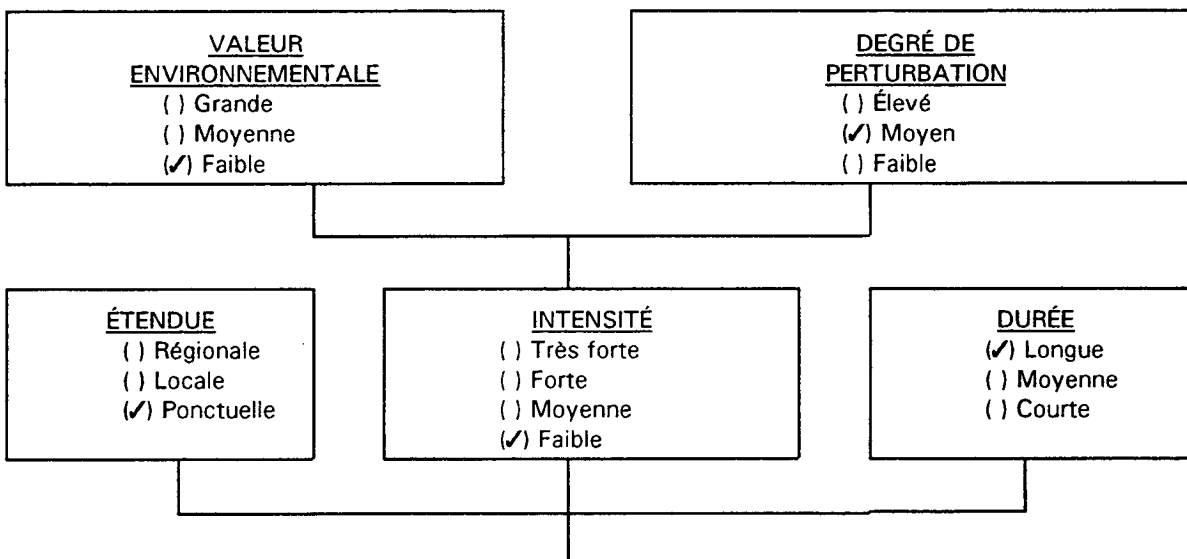 VALEUR
ENVIRONNEMENTALE
( ) Grande
( ) Moyenne
(✓) Faible
DEGRÉ DE
PERTURBATION
( ) Élevé
(✓) Moyen
( ) Faible
ÉTENDUE
( ) Régionale
( ) Locale
(✓) Ponctuelle
INTENSITÉ
( ) Très forte
( ) Forte
( ) Moyenne
(✓) Faible
DURÉE
(✓) Longue
( ) Moyenne
( ) Courte